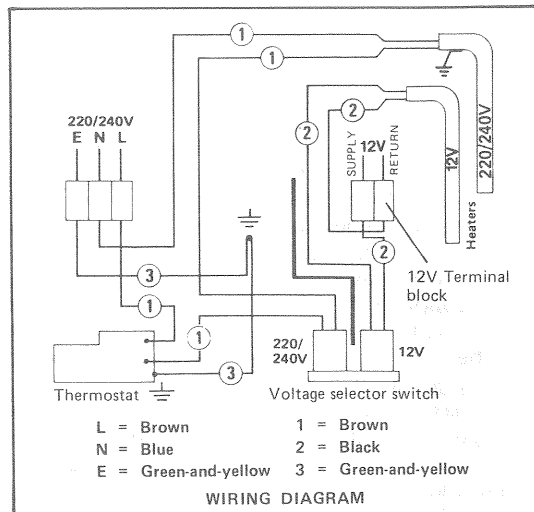 1
1
220/240V
E N L
2
2
SUPPLY
12V
RETURN
12V
220/240V
Heaters
3
1
2
12V Terminal
block
1
3
220/
240V
12V
Thermostat
Voltage selector switch
L = Brown
N = Blue
E = Green-and-yellow
1 = Brown
2 = Black
3 = Green-and-yellow
WIRING DIAGRAM